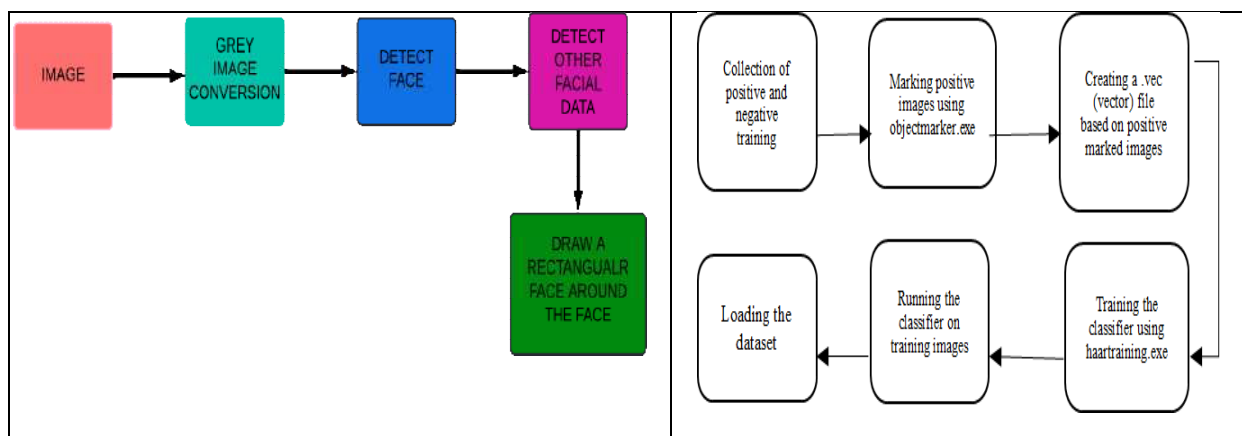 IMAGE
GREY
IMAGE
CONVERSION
DETECT
FACE
DETECT
OTHER
FACIAL
DATA
DRAW A
RECTANGUALR
FACE AROUND
THE FACE
Collection of
positive and
negative
training
Marking positive
images using
objectmarker.exe
Creating a .vec
(vector) file
based on positive
marked images
Training the
classifier using
haartraining.exe
Running the
classifier on
training images
Loading the
dataset